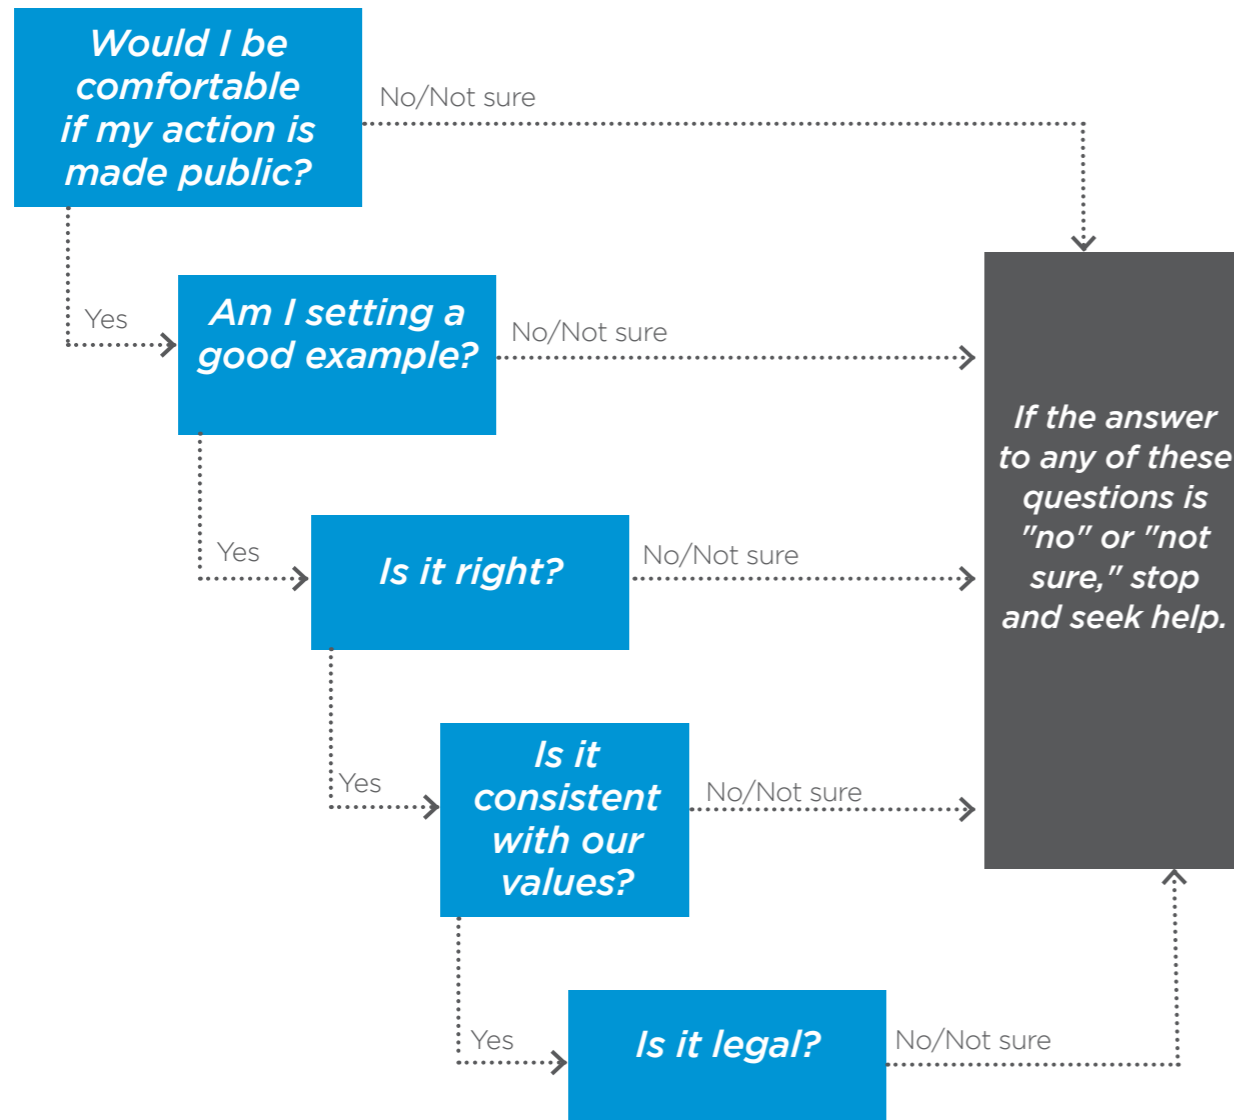 Would I be
comfortable
if my action is
made public?
No/Not sure
Yes
Am I setting a
good example?
No/Not sure
Yes
Is it right?
No/Not sure
Yes
Is it
consistent
with our
values?
No/Not sure
Yes
Is it legal?
No/Not sure
If the answer
to any of these
questions is
"no" or "not
sure," stop
and seek help.